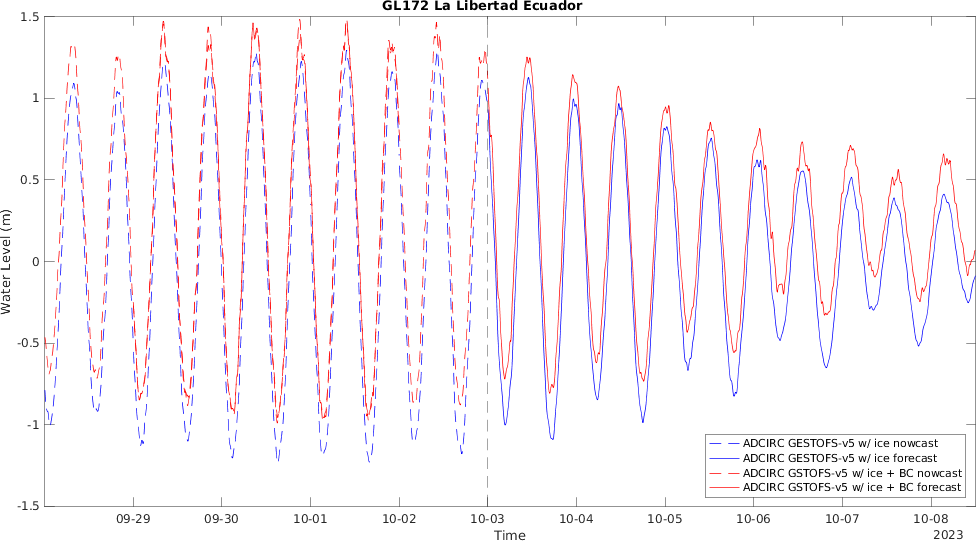 GL172 La Libertad Ecuador
1.5
1
0.5
0
-0.5
-1
-1.5
Water Level (m)
09-29 09-30 10-01 10-02 10-03 10-04 10-05 10-06 10-07 10-08
Time
2023
ADCIRC GESTOFS-v5 w/ ice nowcast
ADCIRC GESTOFS-v5 w/ ice forecast
ADCIRC GSTOFS-v5 w/ ice + BC nowcast
ADCIRC GSTOFS-v5 w/ ice + BC forecast